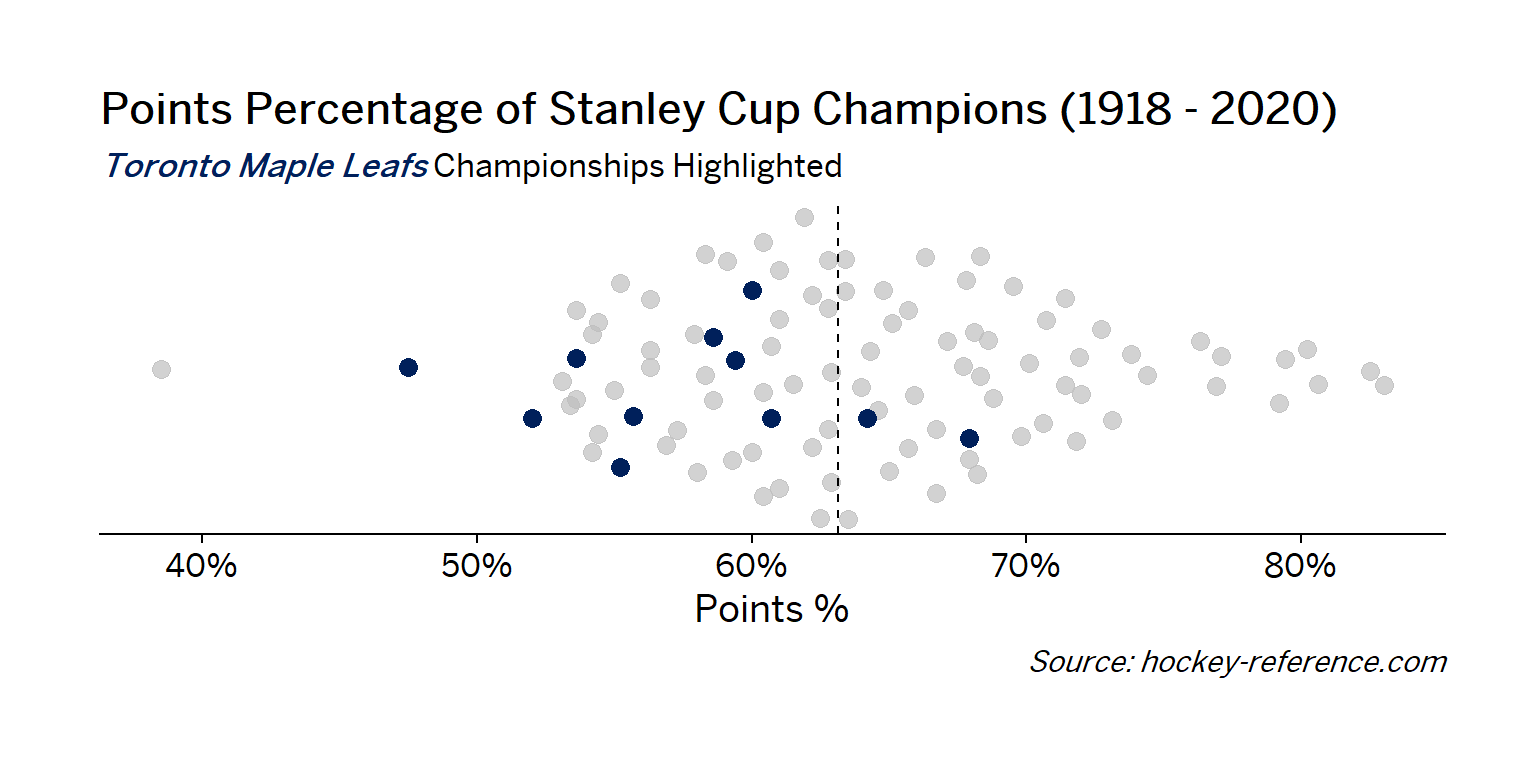 Points Percentage of Stanley Cup Champions (1918 - 2020)
Toronto Maple Leafs Championships Highlighted
40% 50% 60% 70% 80%
Points %
Source: hockey-reference.com